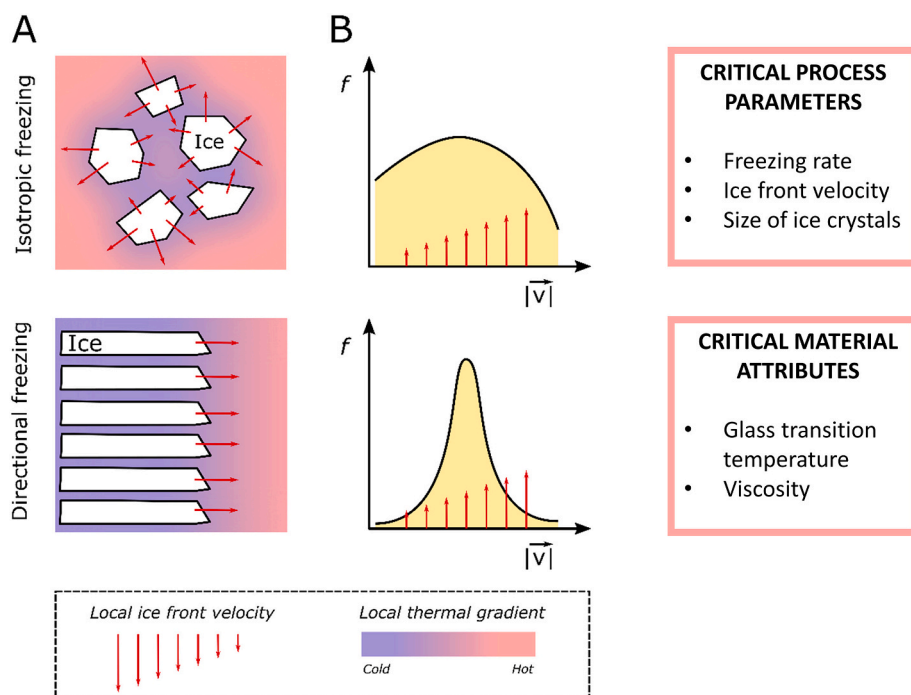 A
B
Isotropic freezing
Ice
f
|v|
CRITICAL PROCESS
PARAMETERS
• Freezing rate
• Ice front velocity
• Size of ice crystals
Directional freezing
Ice
f
|v|
CRITICAL MATERIAL
ATTRIBUTES
• Glass transition
temperature
• Viscosity
Local ice front velocity
Local thermal gradient
Cold
Hot